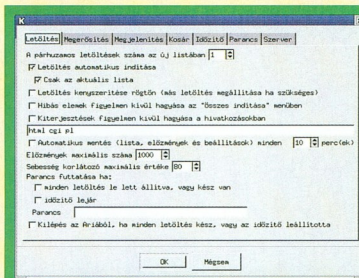 K
Letöltés Megerősítés Megjelenítés Kosár Időzítő Parancs Szerver
A párhuzamos letöltések száma az új listában 1
Letöltés automatikus indítása
Csak az aktuális lista
Letöltés kényszerítése rögtön (más letöltés megállítása ha szükséges)
Hibás elemek figyelmen kívül hagyása az "Összes indítása" menüben
Kiterjesztések figyelmen kívül hagyása a hivatkozásokban
html cgi pl
Automatikus mentés (lista, előzmények és beállítások) minden 10 perc(ek)
Előzmények maximális száma 1000
Sebesség korlátozó maximális értéke 80
Parancs futtatása ha:
minden letöltés le lett állítva, vagy kész van
időzítő lejár
Parancs
Kilépés az Ariából, ha minden letöltés kész, vagy az időzítő leállította
OK Mégsem